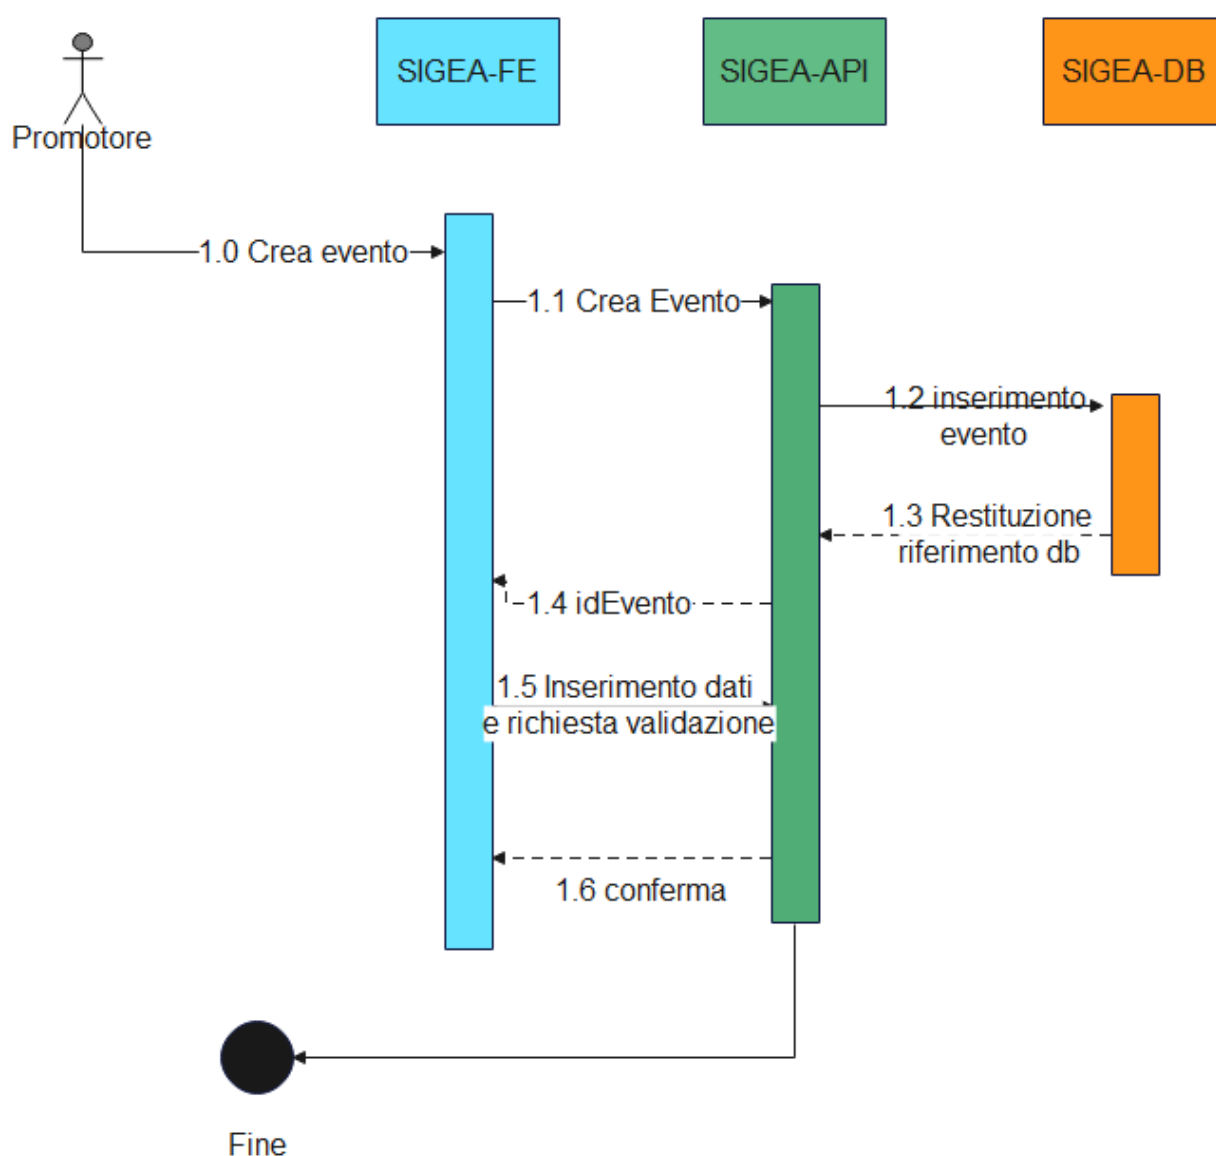 SIGEA-FE
SIGEA-API
SIGEA-DB
Promotore
1.0 Crea evento
1.1 Crea Evento
1.2 inserimento
evento
1.3 Restituzione
riferimento db
1.4 idEvento
1.5 Inserimento dati
e richiesta validazione
1.6 conferma
Fine